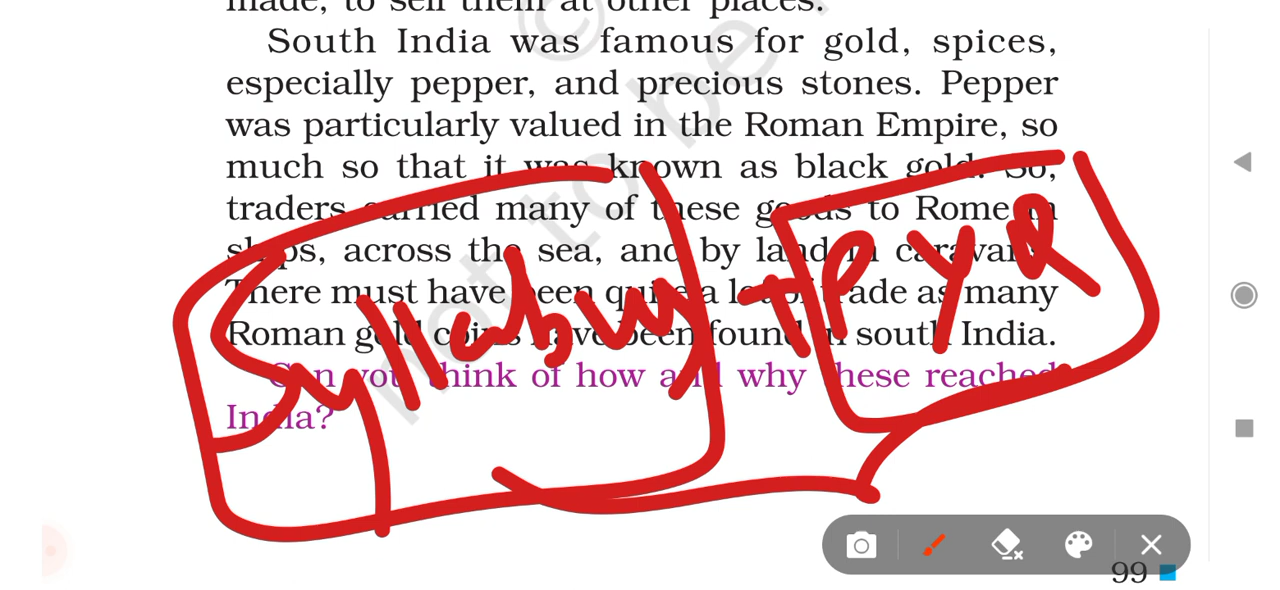 made, to sell them at other places.
South India was famous for gold, spices,
especially pepper, and precious stones. Pepper
was particularly valued in the Roman Empire, so
much so that it was known as black gold. So,
traders carried many of these goods to Rome in
ships, across the sea, and by land in caravans.
There must have been quite a lot of trade as many
Roman gold coins have been found in south India.
Can you think of how and why these reached
India?
Syllabus + PYQ
© not to be
99